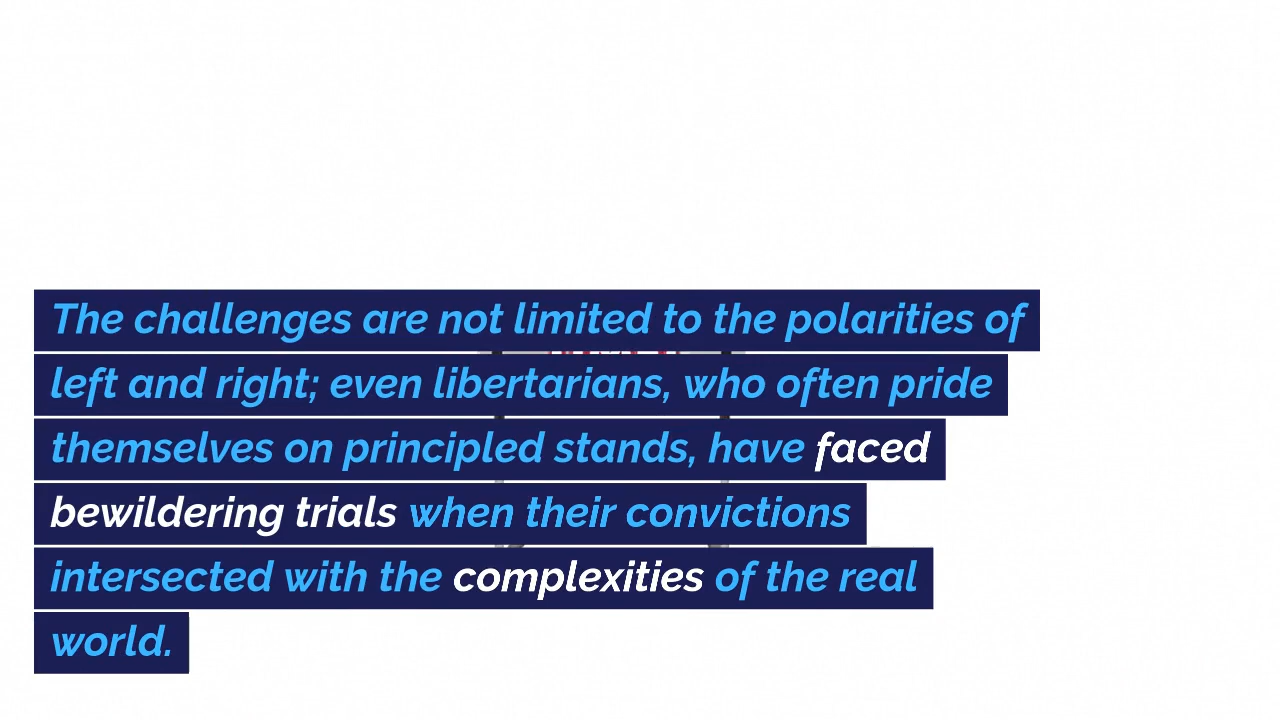 The challenges are not limited to the polarities of
left and right; even libertarians, who often pride
themselves on principled stands, have faced
bewildering trials when their convictions
intersected with the complexities of the real
world.